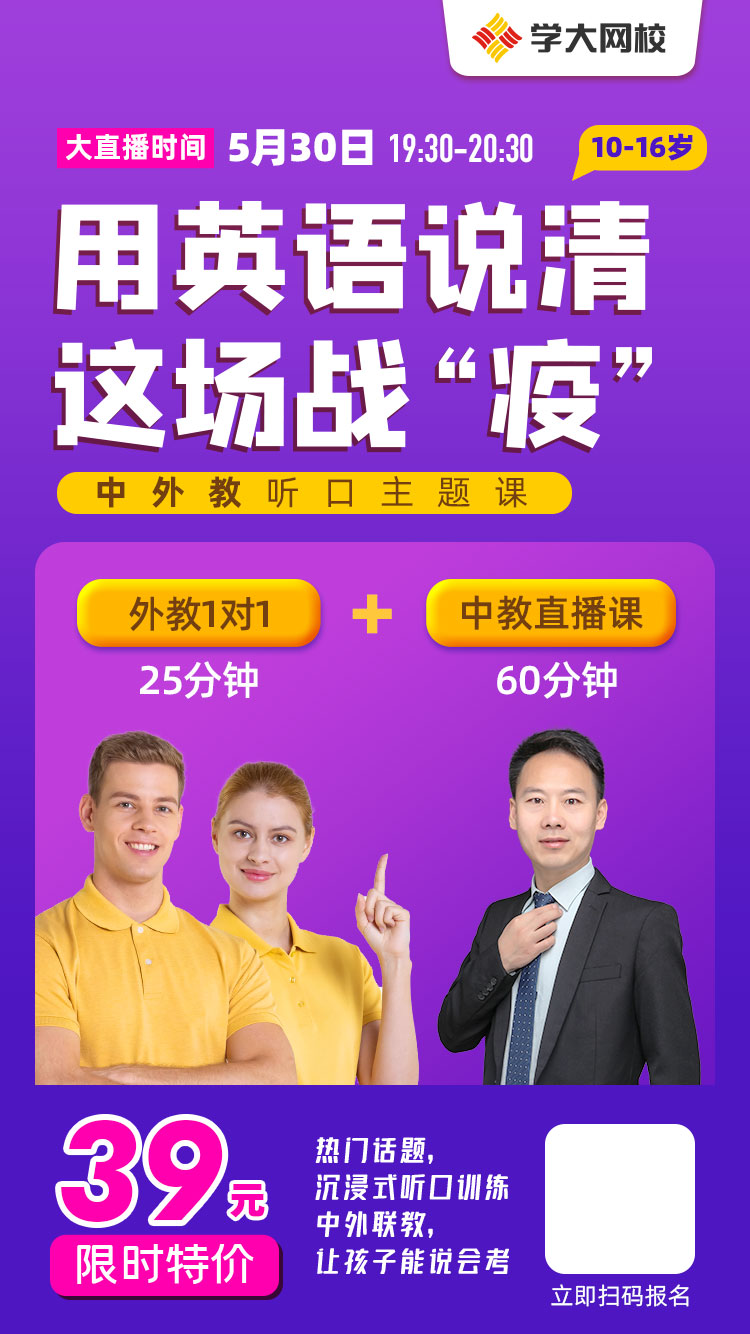 学大网校
大直播时间 5月30日 19:30-20:30 10-16岁
用英语说清
这场战“疫”
中外教听口主题课
外教1对1 + 中教直播课
25分钟 60分钟
39元
限时特价
热门话题，
沉浸式听口训练
中外联教，
让孩子能说会考
立即扫码报名